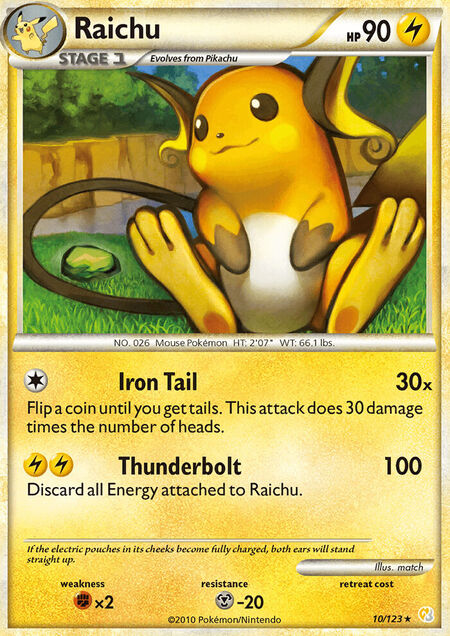 Raichu HP 90
STAGE 1 Evolves from Pikachu
NO. 026 Mouse Pokémon HT: 2'07" WT: 66.1 lbs.
Iron Tail 30x
Flip a coin until you get tails. This attack does 30 damage
times the number of heads.
Thunderbolt 100
Discard all Energy attached to Raichu.
If the electric pouches in its cheeks become fully charged, both ears will stand
straight up.
Illus. match
weakness resistance retreat cost
x2 -20
©2010 Pokémon/Nintendo 10/123 ★